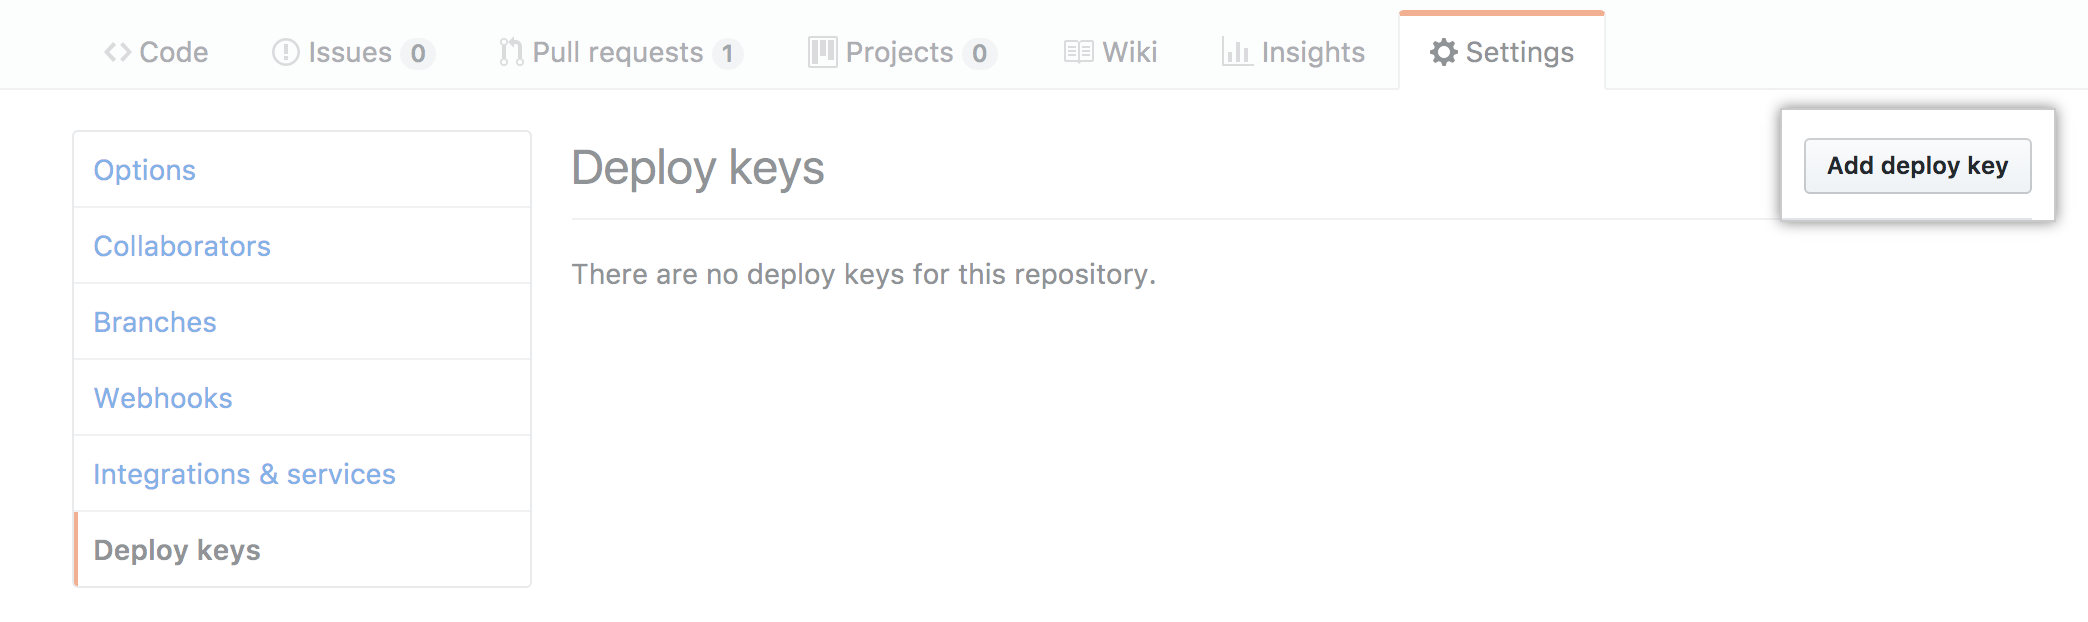 Code Issues 0 Pull requests 1 Projects 0 Wiki Insights Settings
Add deploy key
Deploy keys
There are no deploy keys for this repository.
Options
Collaborators
Branches
Webhooks
Integrations & services
Deploy keys